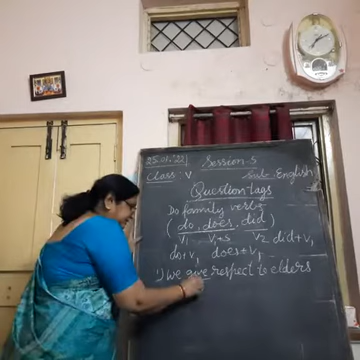 25.01.22 Session-5
Class: V Sub: English
Question tags
Do family verbs
(do, does, did)
V1 V1+s V2 did+V1
do+V1 does+V1
1) We give respect to elders